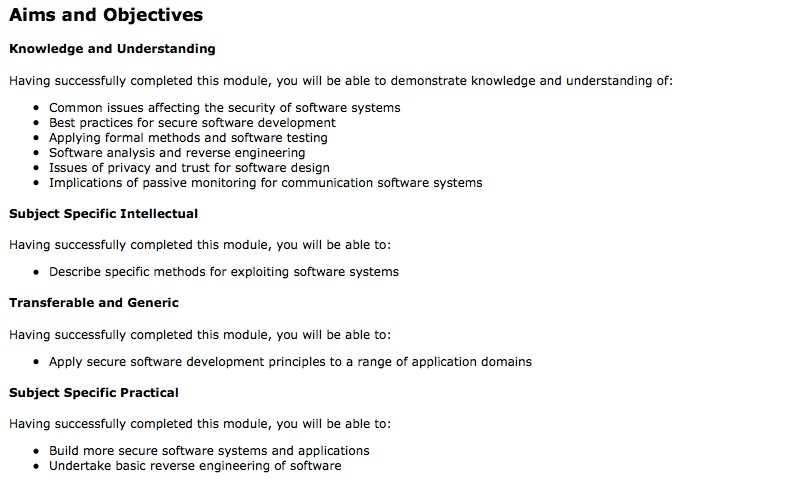 Aims and Objectives
Knowledge and Understanding
Having successfully completed this module, you will be able to demonstrate knowledge and understanding of:
• Common issues affecting the security of software systems
• Best practices for secure software development
• Applying formal methods and software testing
• Software analysis and reverse engineering
• Issues of privacy and trust for software design
• Implications of passive monitoring for communication software systems
Subject Specific Intellectual
Having successfully completed this module, you will be able to:
• Describe specific methods for exploiting software systems
Transferable and Generic
Having successfully completed this module, you will be able to:
• Apply secure software development principles to a range of application domains
Subject Specific Practical
Having successfully completed this module, you will be able to:
• Build more secure software systems and applications
• Undertake basic reverse engineering of software